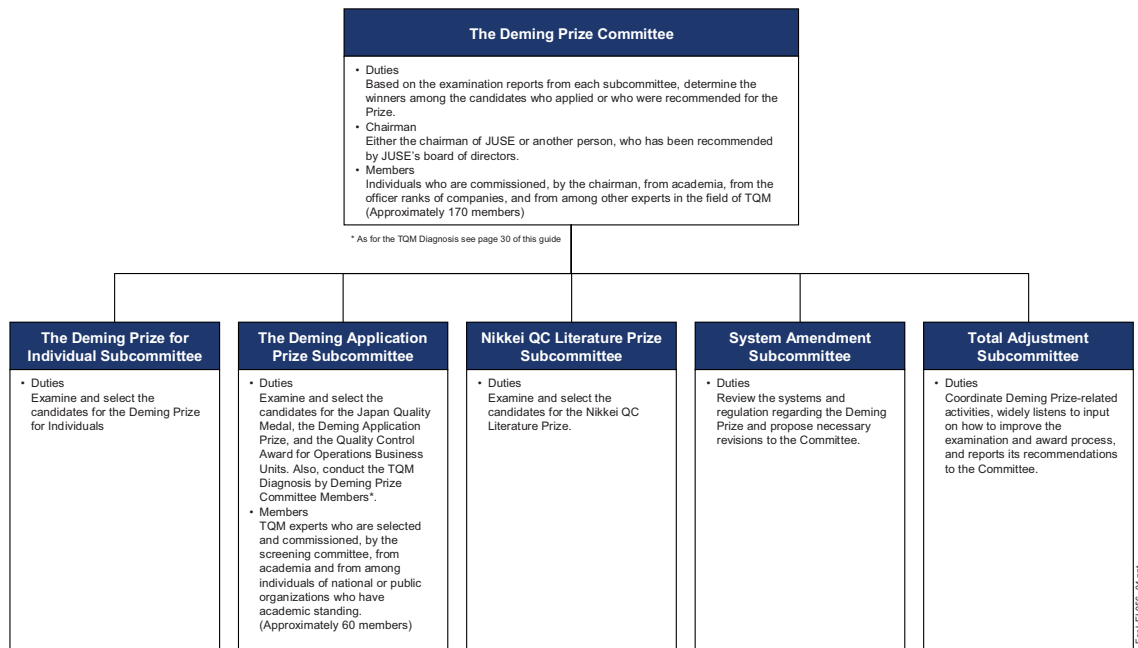 The Deming Prize Committee
• Duties
Based on the examination reports from each subcommittee, determine the
winners among the candidates who applied or who were recommended for the
Prize.
• Chairman
Either the chairman of JUSE or another person, who has been recommended
by JUSE's board of directors.
• Members
Individuals who are commissioned, by the chairman, from academia, from the
officer ranks of companies, and from among other experts in the field of TQM
(Approximately 170 members)
* As for the TQM Diagnosis see page 30 of this guide
The Deming Prize for
Individual Subcommittee
• Duties
Examine and select the
candidates for the Deming Prize
for Individuals
The Deming Application
Prize Subcommittee
• Duties
Examine and select the
candidates for the Japan Quality
Medal, the Deming Application
Prize, and the Quality Control
Award for Operations Business
Units. Also, conduct the TQM
Diagnosis by Deming Prize
Committee Members*.
• Members
TQM experts who are selected
and commissioned, by the
screening committee, from
academia and from among
individuals of national or public
organizations who have
academic standing.
(Approximately 60 members)
Nikkei QC Literature Prize
Subcommittee
• Duties
Examine and select the
candidates for the Nikkei QC
Literature Prize.
System Amendment
Subcommittee
• Duties
Review the systems and
regulation regarding the Deming
Prize and propose necessary
revisions to the Committee.
Total Adjustment
Subcommittee
• Duties
Coordinate Deming Prize-related
activities, widely listens to input
on how to improve the
examination and award process,
and reports its recommendations
to the Committee.